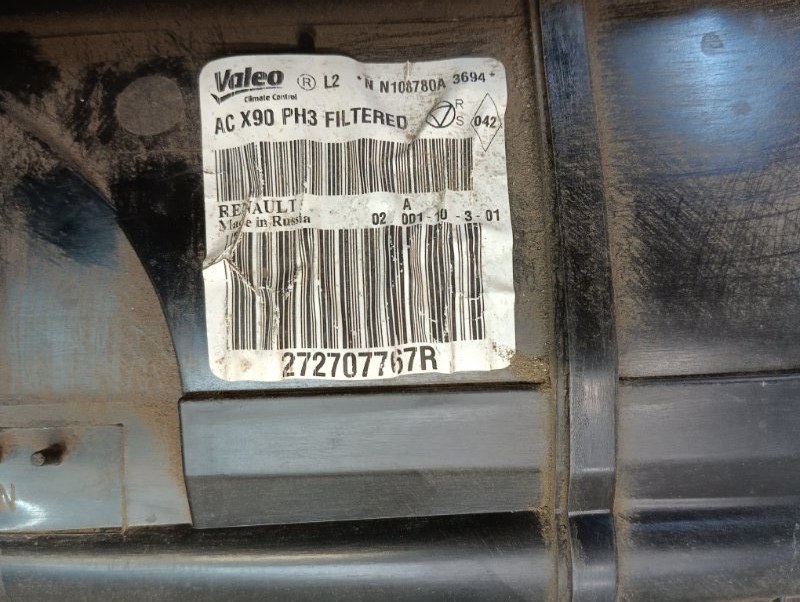 Valeo ® L2 *N N108780A 3694*
Climate Control
AC X90 PH3 FILTERED R S 042
RENAULT A
Made in Russia 02 001-10 -3-01
272707767R
N